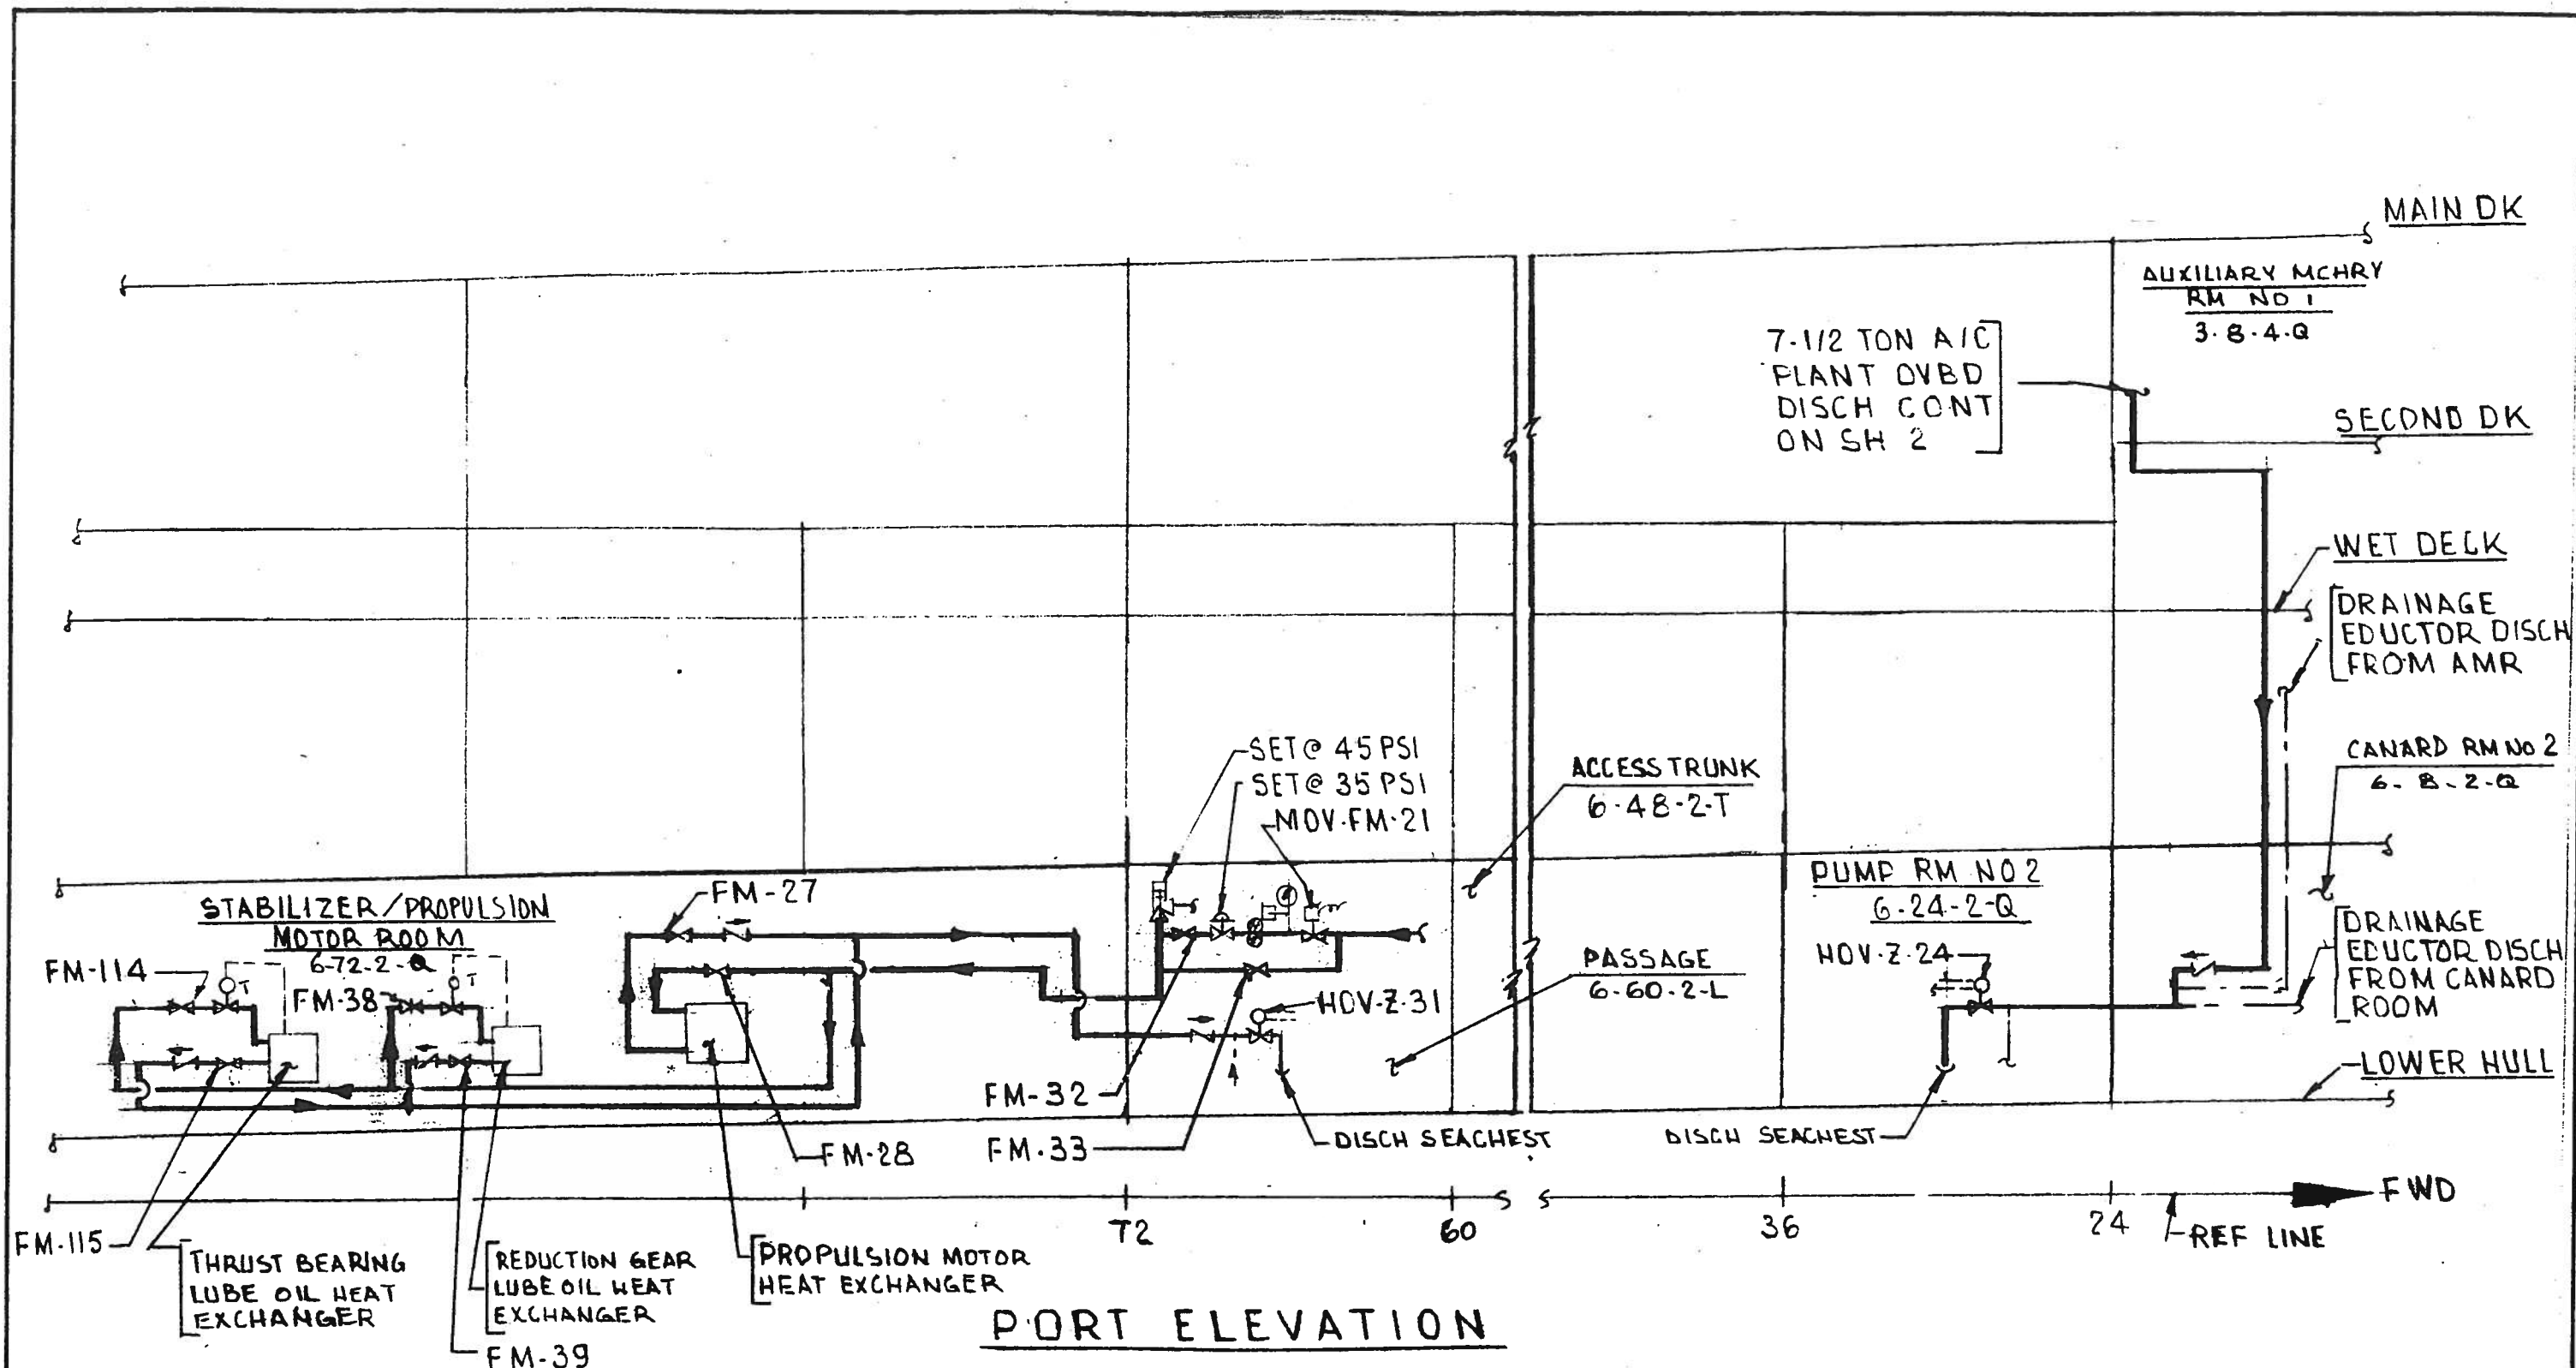 MAIN DK
AUXILIARY MCHRY
RM NO 1
3-8-4-Q
7-1/2 TON A/C
PLANT OVBD
DISCH CONT
ON SH 2
SECOND DK
WET DECK
DRAINAGE
EDUCTOR DISCH
FROM AMR
SET@ 45 PSI
SET@ 35 PSI
MOV-FM-21
ACCESS TRUNK
6-48-2-T
CANARD RM NO 2
6-8-2-Q
PUMP RM NO 2
6-24-2-Q
STABILIZER/PROPULSION
MOTOR ROOM
6-72-2-Q
FM-27
FM-114
T
FM-38
T
HOV-Z-24
DRAINAGE
EDUCTOR DISCH
FROM CANARD
ROOM
PASSAGE
6-60-2-L
HOV-Z-31
FM-32
LOWER HULL
FM-28
FM-33
DISCH SEACHEST
DISCH SEACHEST
72
60
36
24
FWD
REF LINE
FM-115
THRUST BEARING
LUBE OIL HEAT
EXCHANGER
REDUCTION GEAR
LUBE OIL HEAT
EXCHANGER
PROPULSION MOTOR
HEAT EXCHANGER
FM-39
PORT ELEVATION